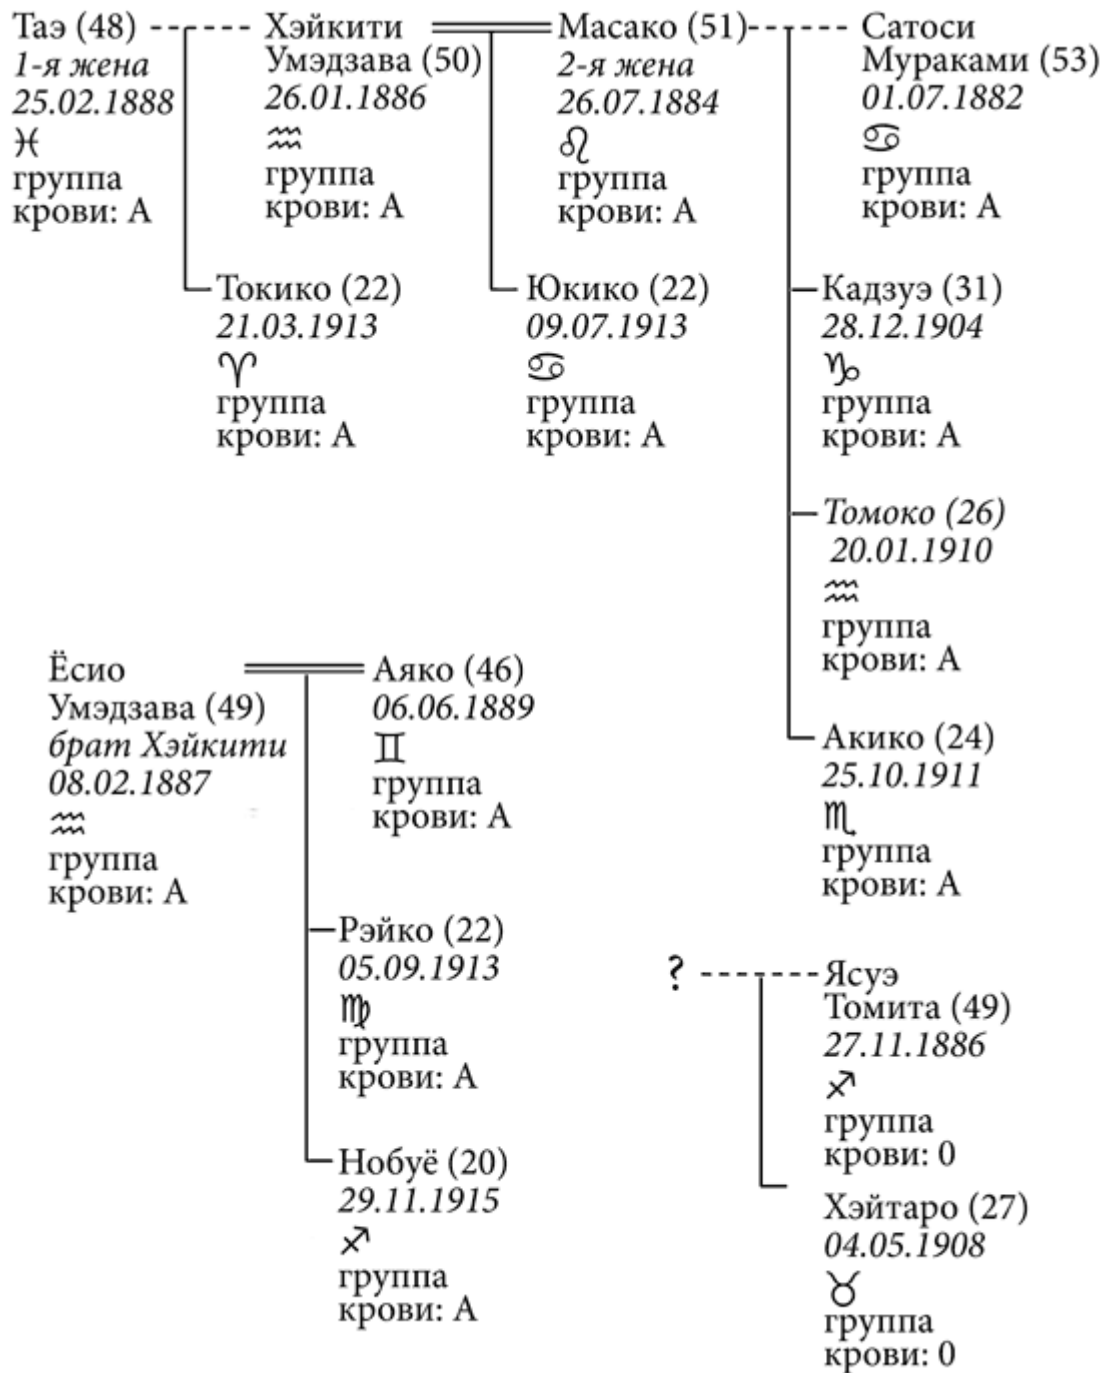 Таэ (48)
1-я жена
25.02.1888
♓
группа
крови: А
Хэйкити
Умэдзава (50)
26.01.1886
♒
группа
крови: А
Масако (51)
2-я жена
26.07.1884
♌
группа
крови: А
Сатоси
Мураками (53)
01.07.1882
♋
группа
крови: А
Токико (22)
21.03.1913
♈
группа
крови: А
Юкико (22)
09.07.1913
♋
группа
крови: А
Кадзуэ (31)
28.12.1904
♑
группа
крови: А
Томоко (26)
20.01.1910
♒
группа
крови: А
Акико (24)
25.10.1911
♏
группа
крови: А
Ёсио
Умэдзава (49)
брат Хэйкити
08.02.1887
♒
группа
крови: А
Аяко (46)
06.06.1889
♊
группа
крови: А
Рэйко (22)
05.09.1913
♍
группа
крови: А
Нобуё (20)
29.11.1915
♐
группа
крови: А
?
Ясуэ
Томита (49)
27.11.1886
♐
группа
крови: 0
Хэйтаро (27)
04.05.1908
♉
группа
крови: 0